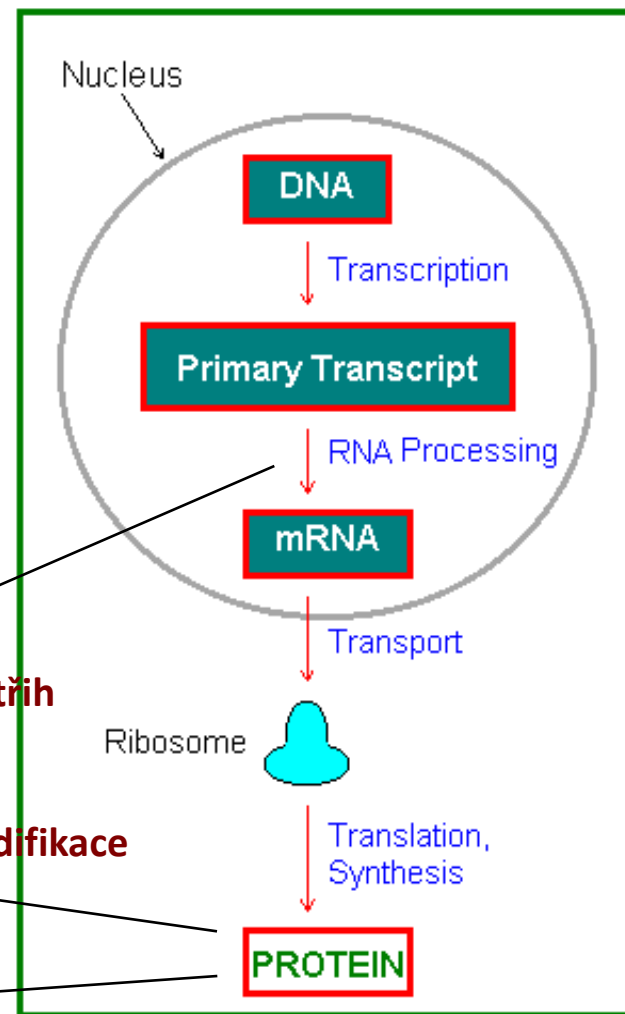 Nucleus
DNA
Transcription
Primary Transcript
RNA Processing
mRNA
Transport
třih
Ribosome
difikace
Translation,
Synthesis
PROTEIN